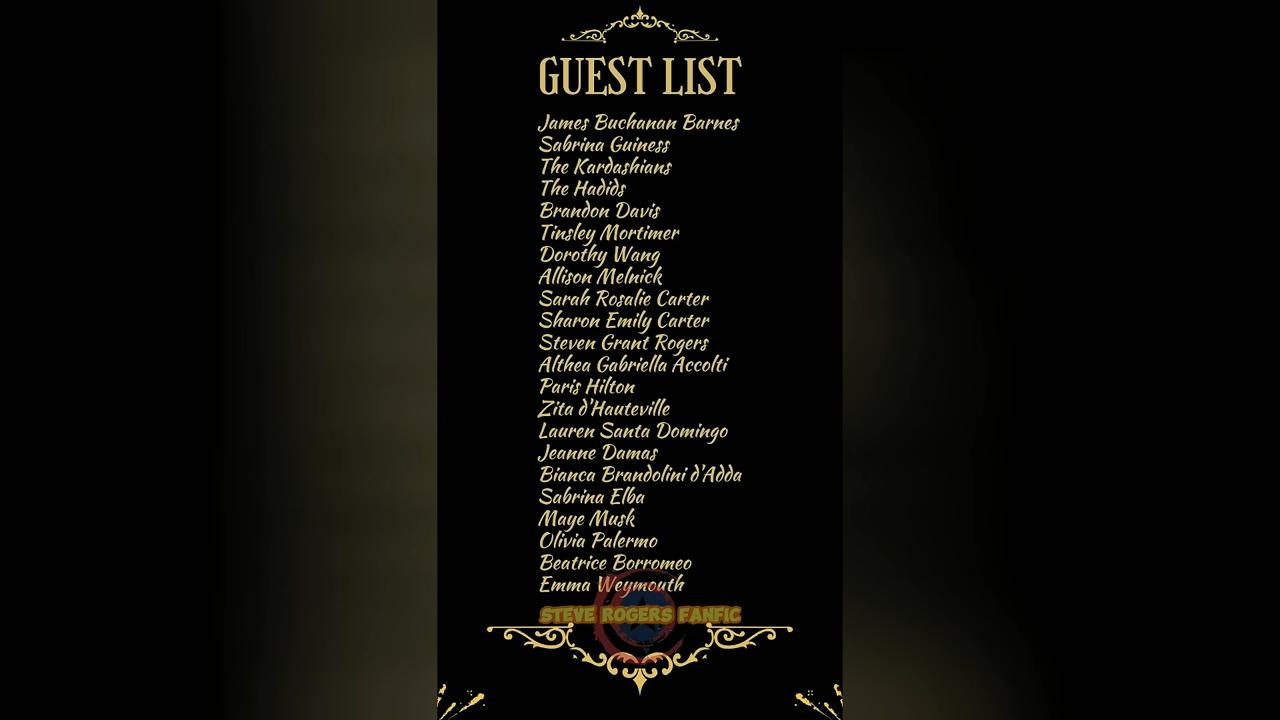 GUEST LIST
James Buchanan Barnes
Sabrina Guiness
The Kardashians
The Hadids
Brandon Davis
Tinsley Mortimer
Dorothy Wang
Allison Melnick
Sarah Rosalie Carter
Sharon Emily Carter
Steven Grant Rogers
Althea Gabriella Accolti
Paris Hilton
Zita d'Hauteville
Lauren Santa Domingo
Jeanne Damas
Bianca Brandolini d'Adda
Sabrina Elba
Maye Musk
Olivia Palermo
Beatrice Borromeo
Emma Weymouth
STEVE ROGERS FANFIC